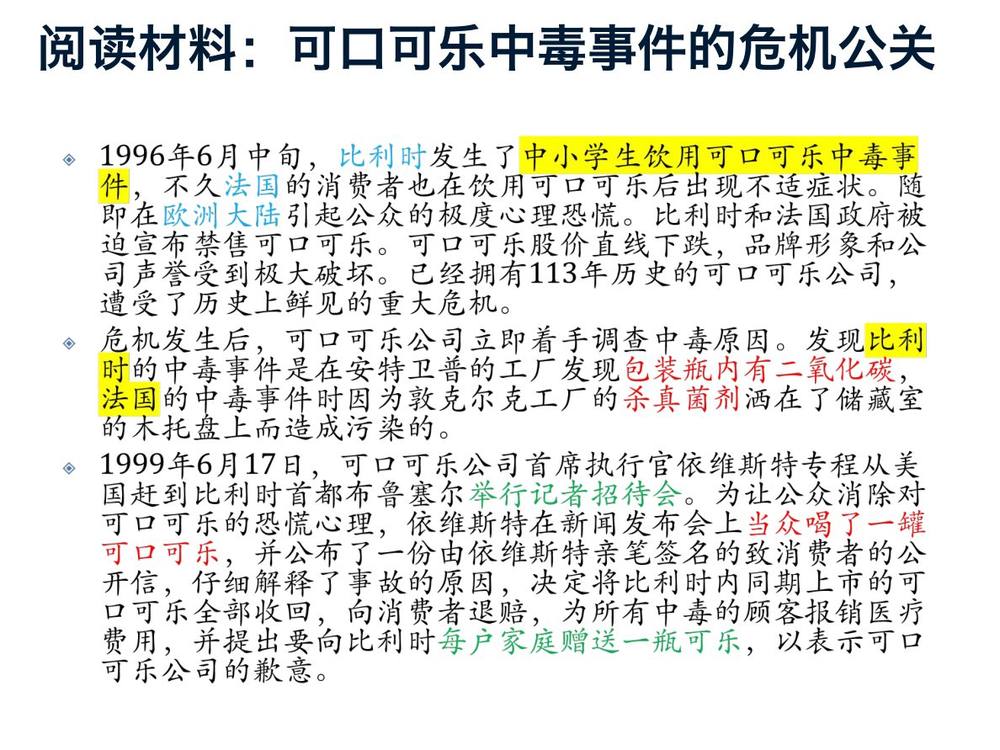 阅读材料：可口可乐中毒事件的危机公关
1996年6月中旬，比利时发生了中小学生饮用可口可乐中毒事
件，不久法国的消费者也在饮用可口可乐后出现不适症状。随
即在欧洲大陆引起公众的极度心理恐慌。比利时和法国政府被
迫宣布禁售可口可乐。可口可乐股价直线下跌，品牌形象和公
司声誉受到极大破坏。已经拥有113年历史的可口可乐公司，
遭受了历史上鲜见的重大危机。
危机发生后，可口可乐公司立即着手调查中毒原因。发现比利
时的中毒事件是在安特卫普的工厂发现包装瓶内有二氧化碳，
法国的中毒事件时因为敦克尔克工厂的杀真菌剂洒在了储藏室
的木托盘上而造成污染的。
1999年6月17日，可口可乐公司首席执行官依维斯特专程从美
国赶到比利时首都布鲁塞尔举行记者招待会。为让公众消除对
可口可乐的恐慌心理，依维斯特在新闻发布会上当众喝了一罐
可口可乐，并公布了一份由依维斯特亲笔签名的致消费者的公
开信，仔细解释了事故的原因，决定将比利时内同期上市的可
口可乐全部收回，向消费者退赔，为所有中毒的顾客报销医疗
费用，并提出要向比利时每户家庭赠送一瓶可乐，以表示可口
可乐公司的歉意。